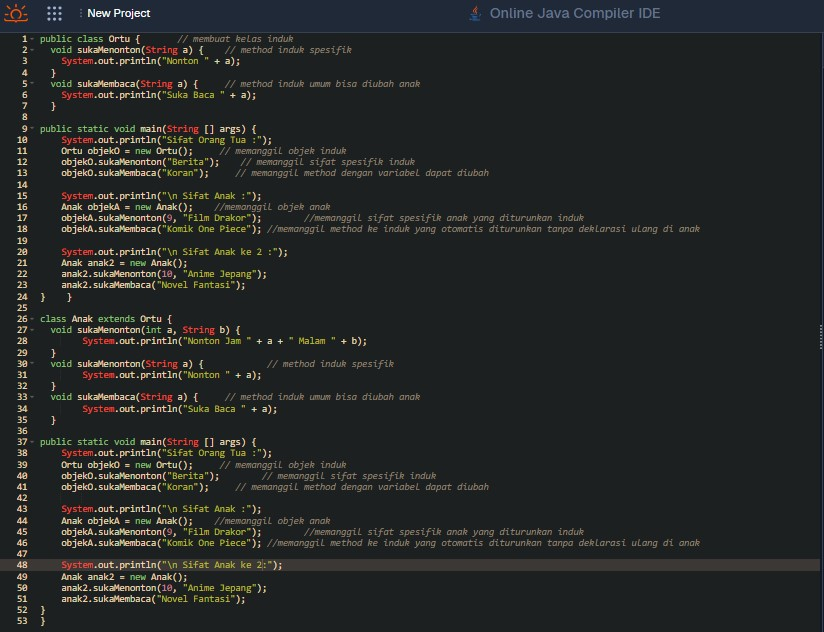 New Project
Online Java Compiler IDE
1 public class Ortu {       // membuat kelas induk
2   void sukaMenonton(String a) {    // method induk spesifik
3     System.out.println("Nonton " + a);
4   }
5   void sukaMembaca(String a) {     // method induk umum bisa diubah anak
6     System.out.println("Suka Baca " + a);
7   }
8
9 public static void main(String [] args) {
10     System.out.println("Sifat Orang Tua :");
11     Ortu objekO = new Ortu();     // memanggil objek induk
12     objekO.sukaMenonton("Berita");    // memanggil sifat spesifik induk
13     objekO.sukaMembaca("Koran");     // memanggil method dengan variabel dapat diubah
14
15     System.out.println("\n Sifat Anak :");
16     Anak objekA = new Anak();    //memanggil objek anak
17     objekA.sukaMenonton(9, "Film Drakor");        //memanggil sifat spesifik anak yang diturunkan induk
18     objekA.sukaMembaca("Komik One Piece"); //memanggil method ke induk yang otomatis diturunkan tanpa deklarasi ulang di anak
19
20     System.out.println("\n Sifat Anak ke 2 :");
21     Anak anak2 = new Anak();
22     anak2.sukaMenonton(10, "Anime Jepang");
23     anak2.sukaMembaca("Novel Fantasi");
24 }    }
25
26 class Anak extends Ortu {
27   void sukaMenonton(int a, String b) {
28         System.out.println("Nonton Jam " + a + " Malam " + b);
29   }
30   void sukaMenonton(String a) {            // method induk spesifik
31         System.out.println("Nonton " + a);
32   }
33   void sukaMembaca(String a) {     // method induk umum bisa diubah anak
34         System.out.println("Suka Baca " + a);
35   }
36
37 public static void main(String [] args) {
38     System.out.println("Sifat Orang Tua :");
39     Ortu objekO = new Ortu();     // memanggil objek induk
40     objekO.sukaMenonton("Berita");        // memanggil sifat spesifik induk
41     objekO.sukaMembaca("Koran");     // memanggil method dengan variabel dapat diubah
42
43     System.out.println("\n Sifat Anak :");
44     Anak objekA = new Anak();    //memanggil objek anak
45     objekA.sukaMenonton(9, "Film Drakor");        //memanggil sifat spesifik anak yang diturunkan induk
46     objekA.sukaMembaca("Komik One Piece"); //memanggil method ke induk yang otomatis diturunkan tanpa deklarasi ulang di anak
47
48     System.out.println("\n Sifat Anak ke 2:");
49     Anak anak2 = new Anak();
50     anak2.sukaMenonton(10, "Anime Jepang");
51     anak2.sukaMembaca("Novel Fantasi");
52 }
53 }